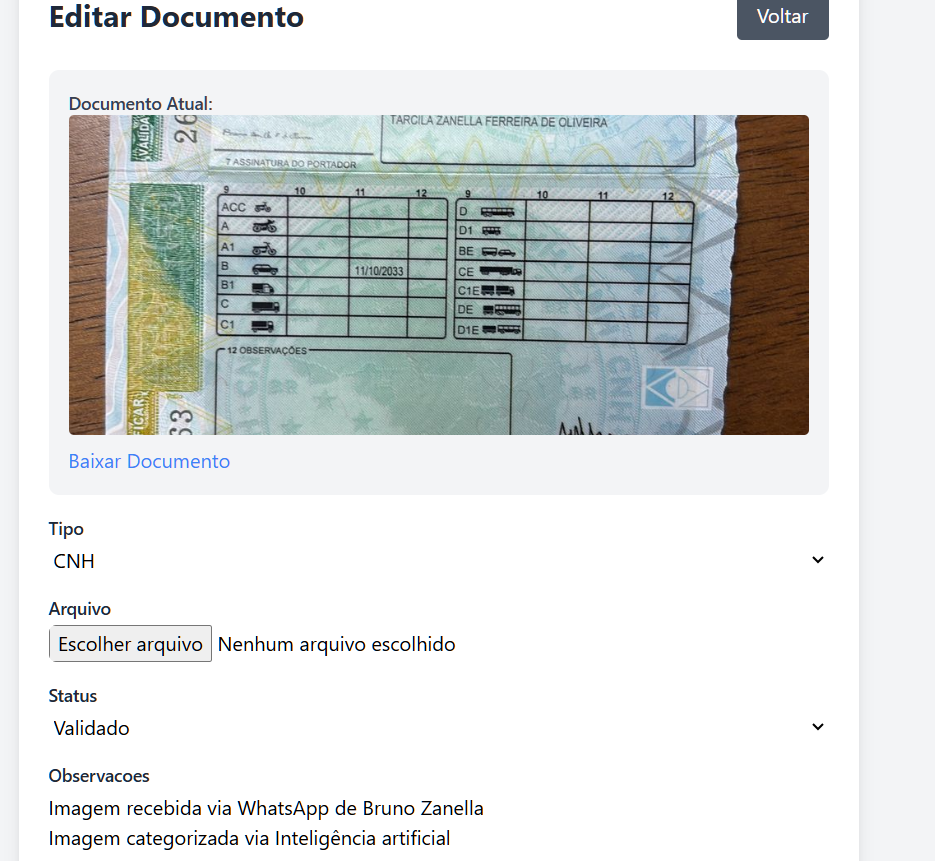 Editar Documento
Voltar
Documento Atual:
VALIDA
26
TARCILA ZANELLA FERREIRA DE OLIVEIRA
7 ASSINATURA DO PORTADOR
9 10 11 12 9 10 11 12
ACC D
A D1
A1 BE
B 11/10/2033 CE
B1 C1E
C DE
C1 D1E
12 OBSERVAÇÕES
CNH
Baixar Documento
Tipo
CNH
Arquivo
Escolher arquivo Nenhum arquivo escolhido
Status
Validado
Observacoes
Imagem recebida via WhatsApp de Bruno Zanella
Imagem categorizada via Inteligência artificial